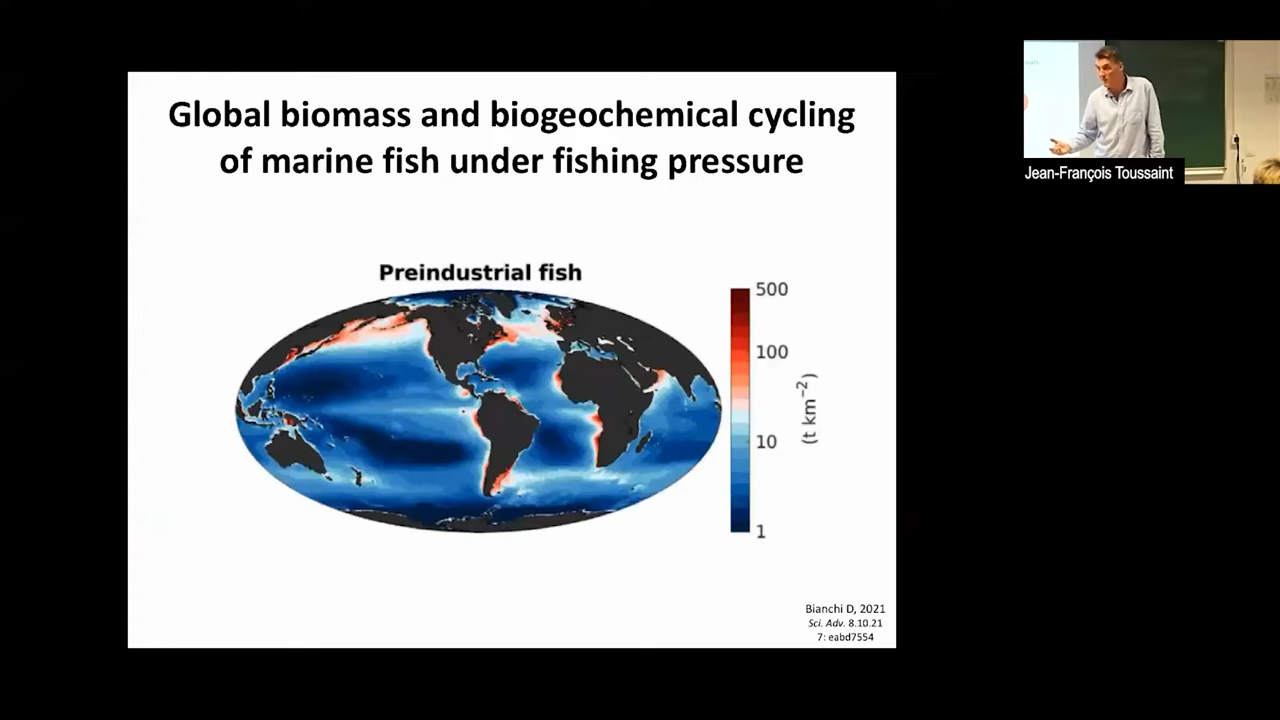 Global biomass and biogeochemical cycling
of marine fish under fishing pressure
Preindustrial fish
500
100
10
1
(t km⁻²)
Bianchi D, 2021
Sci. Adv. 8.10.21
7: eabd7554
Jean-François Toussaint